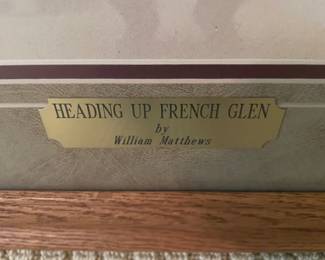 HEADING UP FRENCH GLEN
by
William Matthews